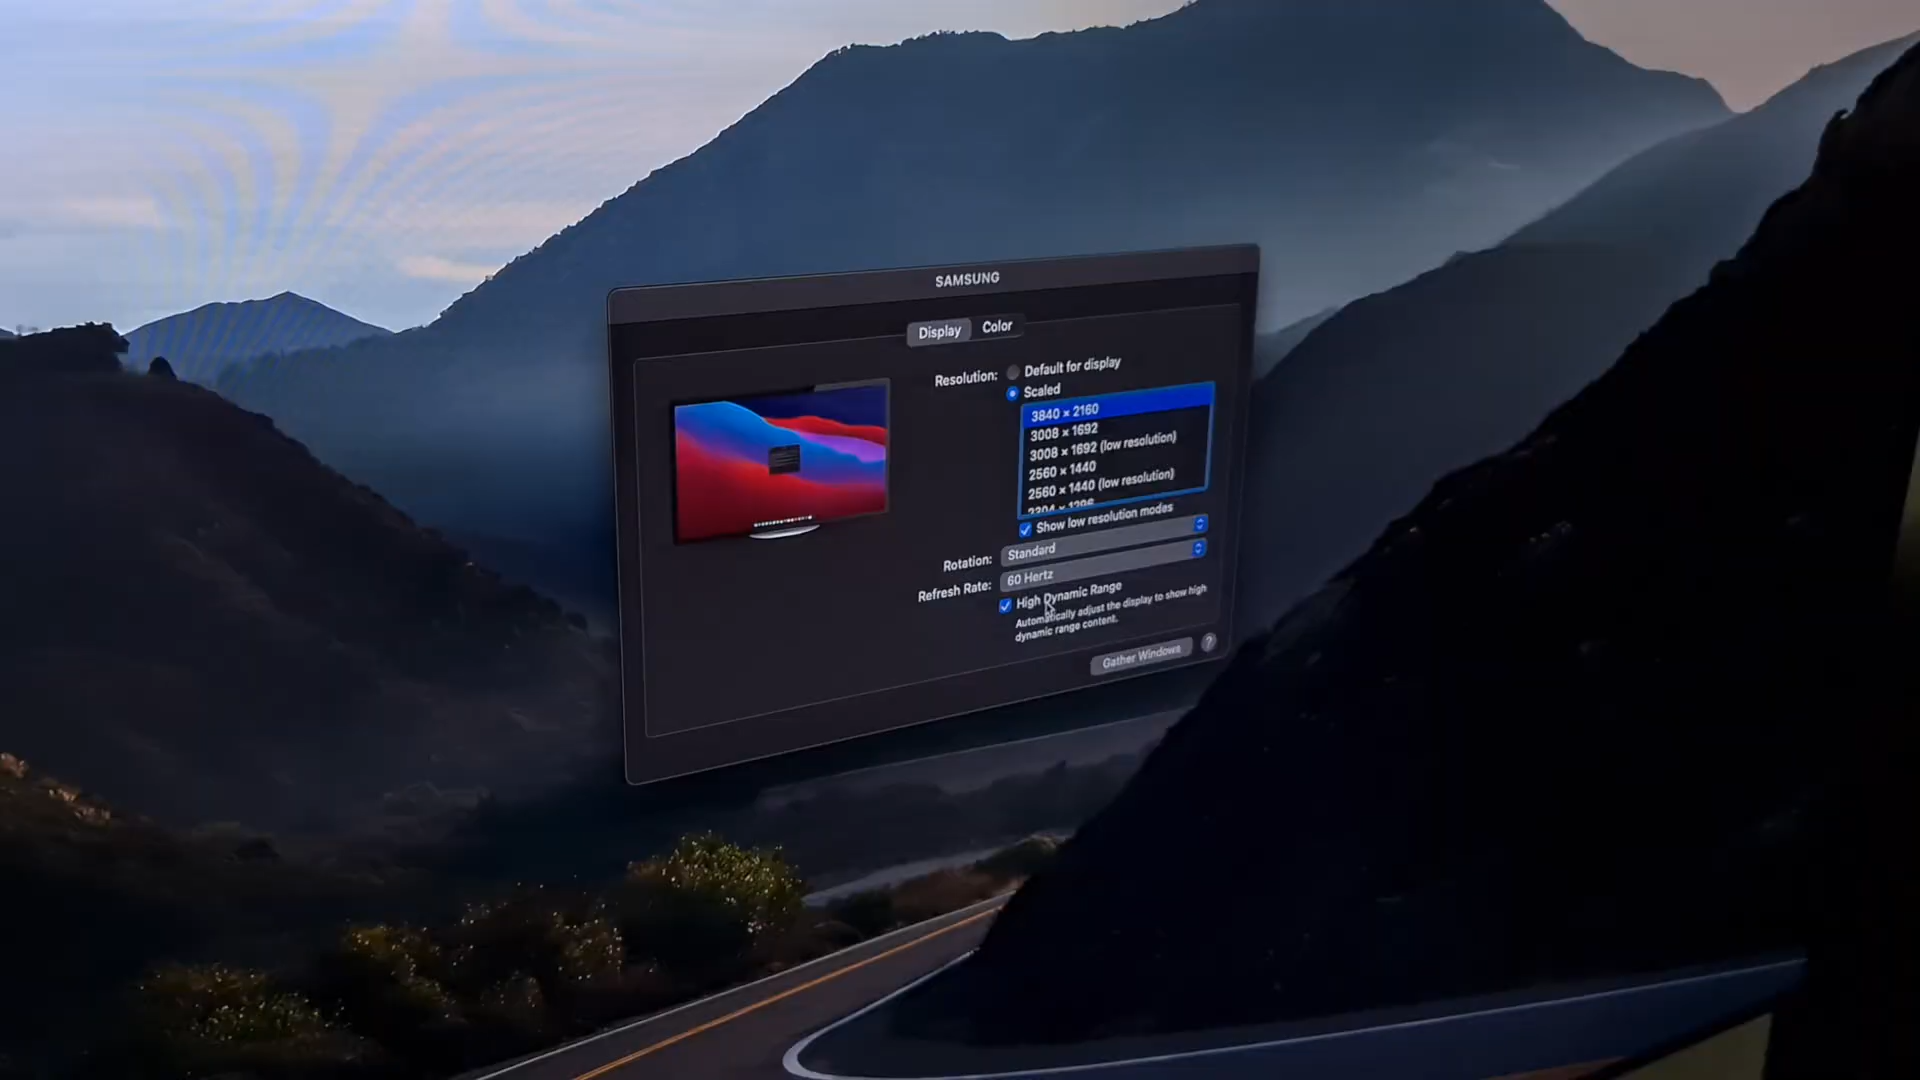 SAMSUNG
Display Color
Resolution: Default for display
Scaled
3840 × 2160
3008 × 1692
3008 × 1692 (low resolution)
2560 × 1440
2560 × 1440 (low resolution)
2304 × 1296
Show low resolution modes
Rotation: Standard
Refresh Rate: 60 Hertz
High Dynamic Range
Automatically adjust the display to show high
dynamic range content.
Gather Windows ?